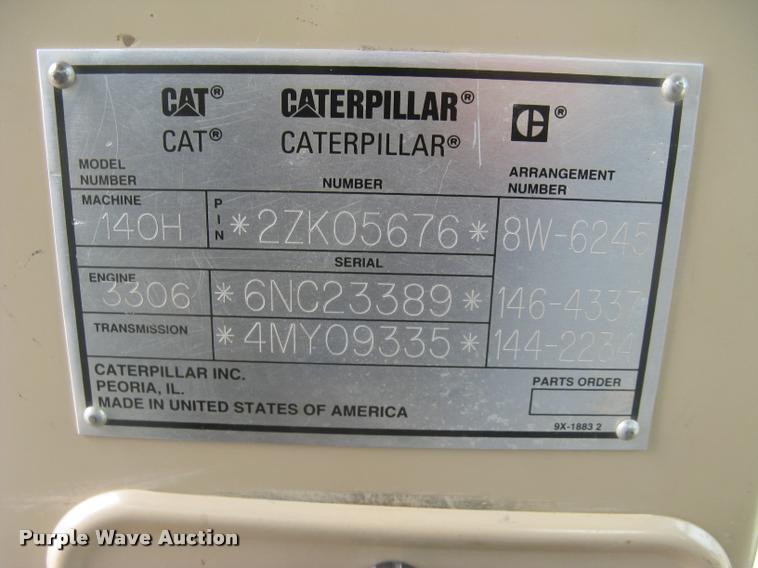 CAT® CATERPILLAR® ®
CAT® CATERPILLAR®
MODEL NUMBER NUMBER ARRANGEMENT NUMBER
MACHINE 140H PIN *2ZK05676* 8W-6245
SERIAL
ENGINE 3306 *6NC23389* 146-4337
TRANSMISSION *4MY09335* 144-2234
CATERPILLAR INC.
PEORIA, IL. PARTS ORDER
MADE IN UNITED STATES OF AMERICA
9X-1883 2
Purple Wave Auction